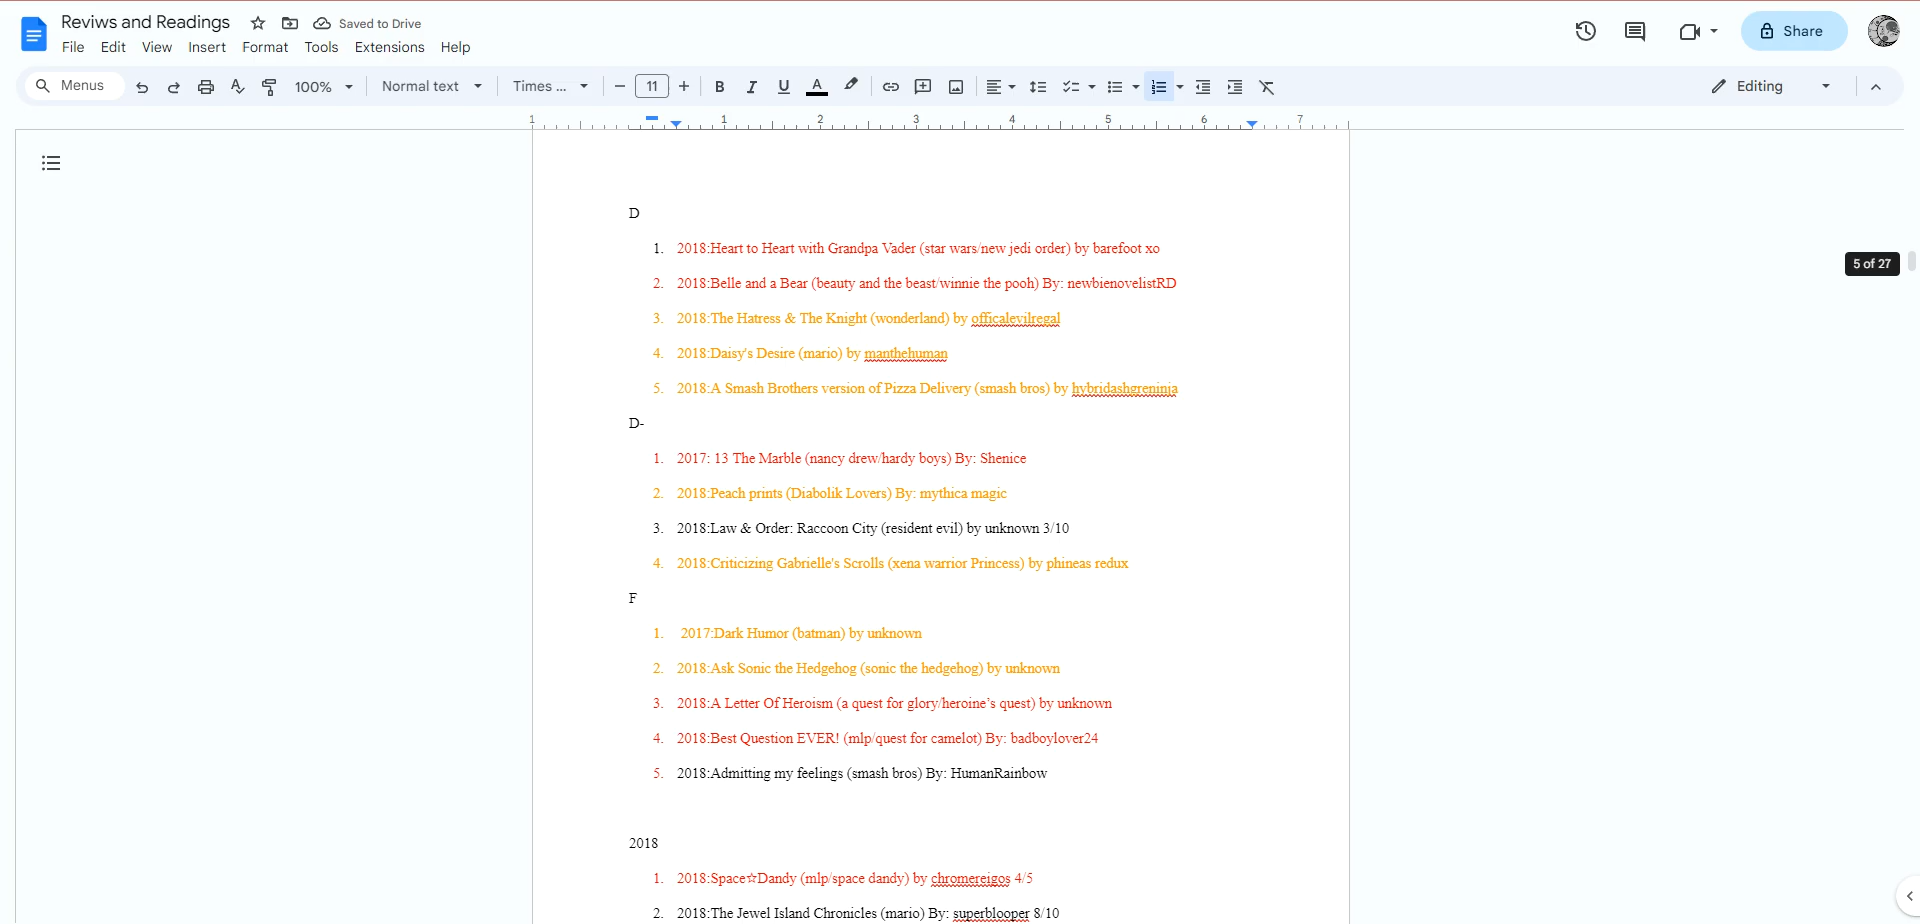 Reviws and Readings Saved to Drive
File Edit View Insert Format Tools Extensions Help
Share
Menus 100% Normal text Times ... 11 B I U A Editing
1 1 2 3 4 5 6 7
D
1. 2018:Heart to Heart with Grandpa Vader (star wars/new jedi order) by barefoot xo
5 of 27
2. 2018:Belle and a Bear (beauty and the beast/winnie the pooh) By: newbienovelistRD
3. 2018:The Hatress & The Knight (wonderland) by officalevilregal
4. 2018:Daisy's Desire (mario) by manthehuman
5. 2018:A Smash Brothers version of Pizza Delivery (smash bros) by hybridashgreninja
D-
1. 2017: 13 The Marble (nancy drew/hardy boys) By: Shenice
2. 2018:Peach prints (Diabolik Lovers) By: mythica magic
3. 2018:Law & Order: Raccoon City (resident evil) by unknown 3/10
4. 2018:Criticizing Gabrielle's Scrolls (xena warrior Princess) by phineas redux
F
1. 2017:Dark Humor (batman) by unknown
2. 2018:Ask Sonic the Hedgehog (sonic the hedgehog) by unknown
3. 2018:A Letter Of Heroism (a quest for glory/heroine’s quest) by unknown
4. 2018:Best Question EVER! (mlp/quest for camelot) By: badboylover24
5. 2018:Admitting my feelings (smash bros) By: HumanRainbow
2018
1. 2018:Space☆Dandy (mlp/space dandy) by chromereigos 4/5
2. 2018:The Jewel Island Chronicles (mario) By: superblooper 8/10